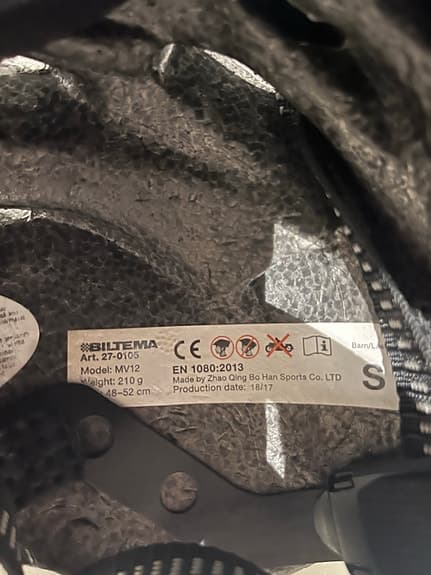 BILTEMA
Art. 27-0105
Model: MV12
Weight: 210 g
48-52 cm
CE
EN 1080:2013
Made by Zhao Qing Bo Han Sports Co. LTD
Production date: 18/17
Barn/
S